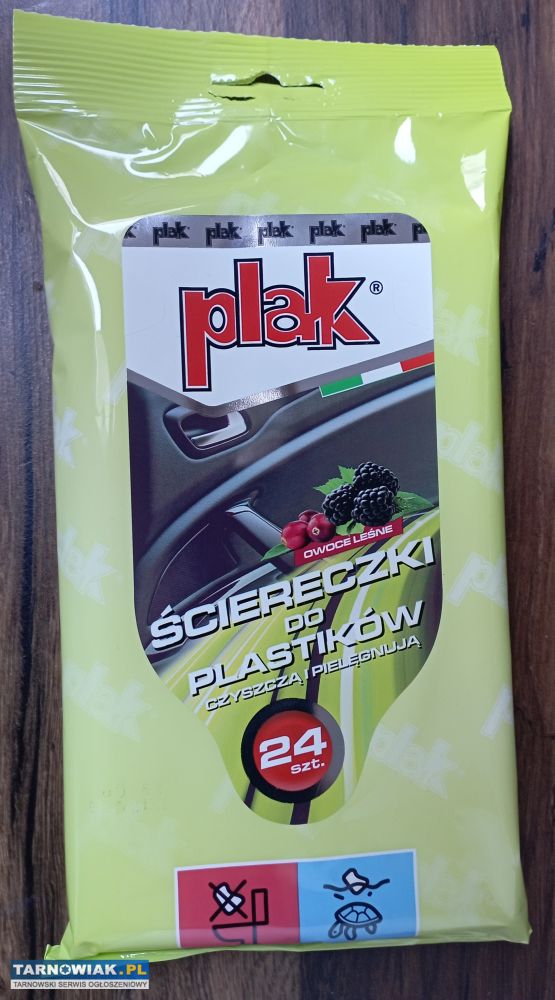 plak plak plak plak plak plak
plak®
OWOCE LEŚNE
ŚCIERECZKI
DO
PLASTIKÓW
CZYSZCZĄ I PIELĘGNUJĄ
24
szt.
TARNOWIAK.PL
TARNOWSKI SERWIS OGŁOSZENIOWY